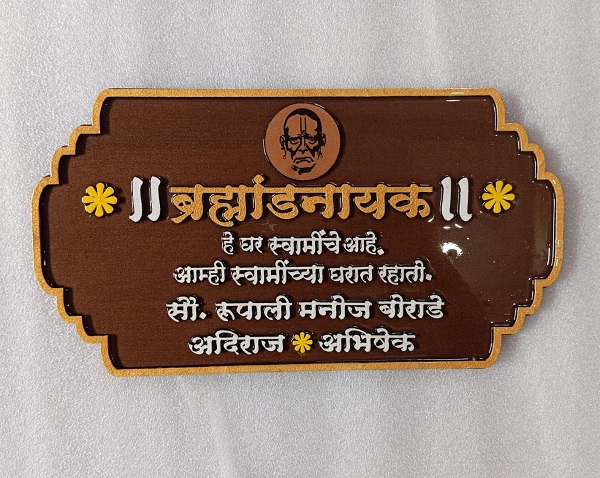 ॥ब्रह्मांडनायक॥
हे घर स्वामींचे आहे.
आम्ही स्वामींच्या घरात रहातो.
सौ. रूपाली मनोज बोराडे
अदिराज अभिषेक